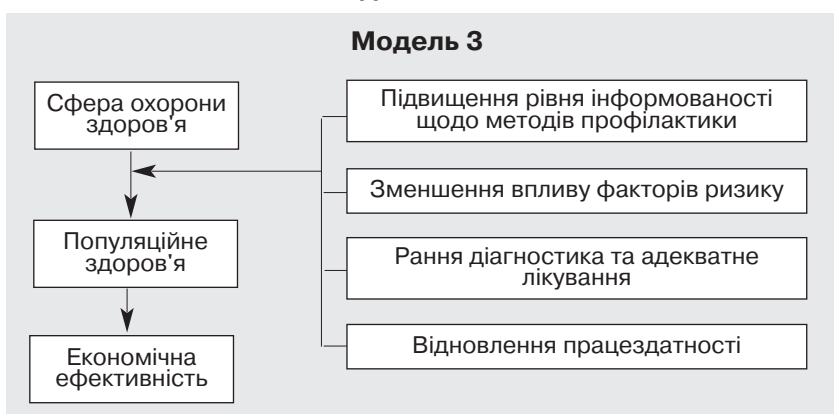 Модель 3
Сфера охорони
здоров'я
Популяційне
здоров'я
Економічна
ефективність
Підвищення рівня інформованості
щодо методів профілактики
Зменшення впливу факторів ризику
Рання діагностика та адекватне
лікування
Відновлення працездатності